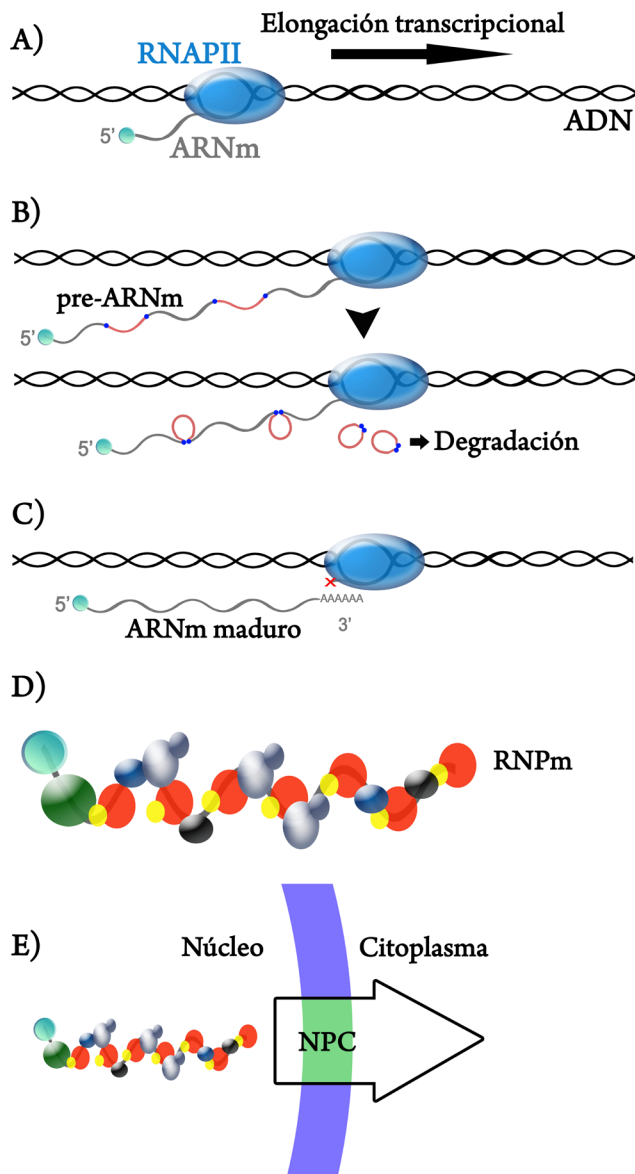 A)
Elongación transcripcional
RNAPII
ADN
5'
ARNm
B)
pre-ARNm
5'
5'
Degradación
C)
5'
AAAAAA
ARNm maduro
3'
D)
RNPm
E)
Núcleo
Citoplasma
NPC